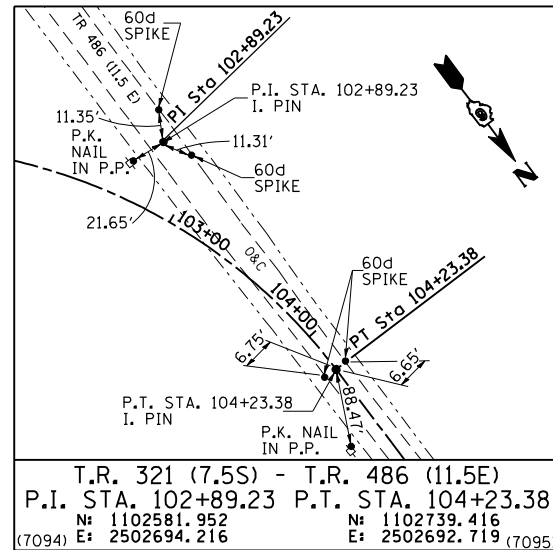 60d
SPIKE
TR 486 (11.5 E)
PI Sta 102+89.23
P.I. STA. 102+89.23
I. PIN
11.35'
11.31'
P.K.
NAIL
IN P.P.
60d
SPIKE
21.65'
N
103+00
O&C
60d
SPIKE
104+00
PT Sta 104+23.38
6.75'
6.65'
P.T. STA. 104+23.38
I. PIN
88.47'
P.K. NAIL
IN P.P.
T.R. 321 (7.5S) - T.R. 486 (11.5E)
P.I. STA. 102+89.23 P.T. STA. 104+23.38
N: 1102581.952 N: 1102739.416
(7094) E: 2502694.216 E: 2502692.719 (7095)